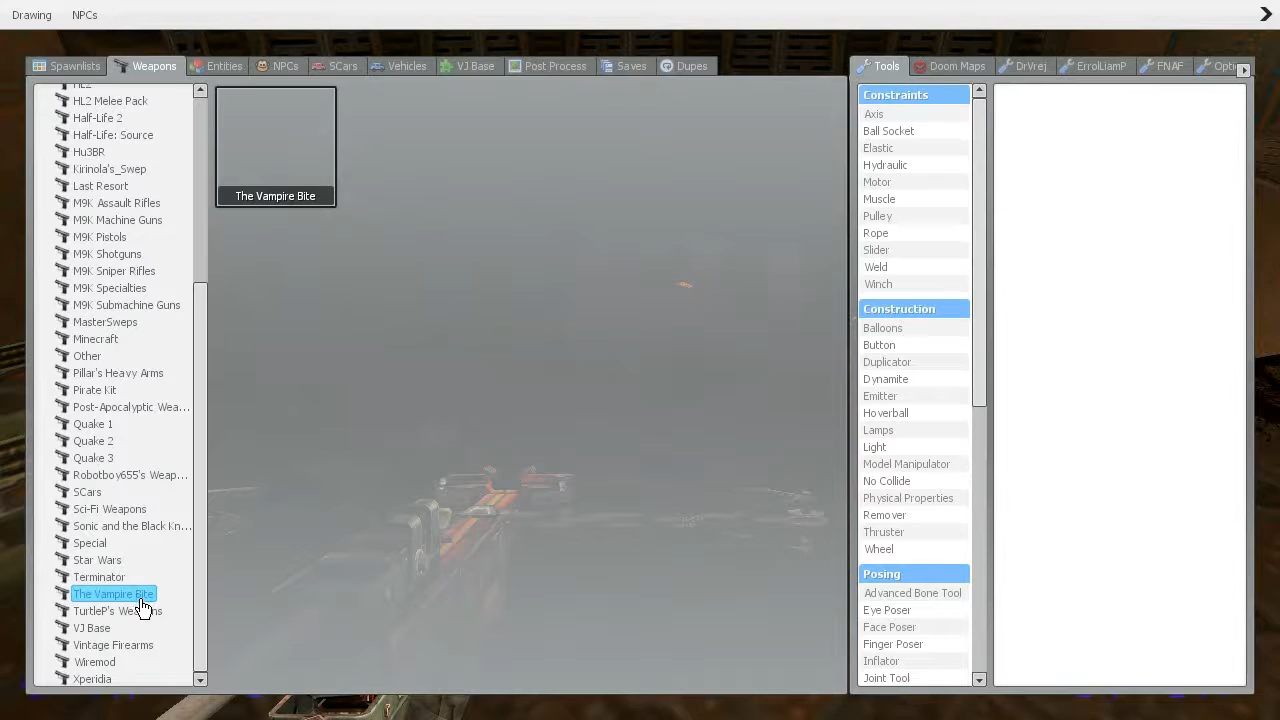 Drawing NPCs
Spawnlists Weapons Entities NPCs SCars Vehicles VJ Base Post Process Saves Dupes
HL2 Melee Pack
Half-Life 2
Half-Life: Source
Hu3BR
Kirinola's_Swep
Last Resort
M9K Assault Rifles
M9K Machine Guns
M9K Pistols
M9K Shotguns
M9K Sniper Rifles
M9K Specialties
M9K Submachine Guns
MasterSweps
Minecraft
Other
Pillar's Heavy Arms
Pirate Kit
Post-Apocalyptic Wea...
Quake 1
Quake 2
Quake 3
Robotboy655's Weap...
SCars
Sci-Fi Weapons
Sonic and the Black Kn...
Special
Star Wars
Terminator
The Vampire Bite
TurtleP's Weapons
VJ Base
Vintage Firearms
Wiremod
Xperidia
The Vampire Bite
Tools Doom Maps DrVrej ErrolLiamP FNAF Opti
Constraints
Axis
Ball Socket
Elastic
Hydraulic
Motor
Muscle
Pulley
Rope
Slider
Weld
Winch
Construction
Balloons
Button
Duplicator
Dynamite
Emitter
Hoverball
Lamps
Light
Model Manipulator
No Collide
Physical Properties
Remover
Thruster
Wheel
Posing
Advanced Bone Tool
Eye Poser
Face Poser
Finger Poser
Inflator
Joint Tool